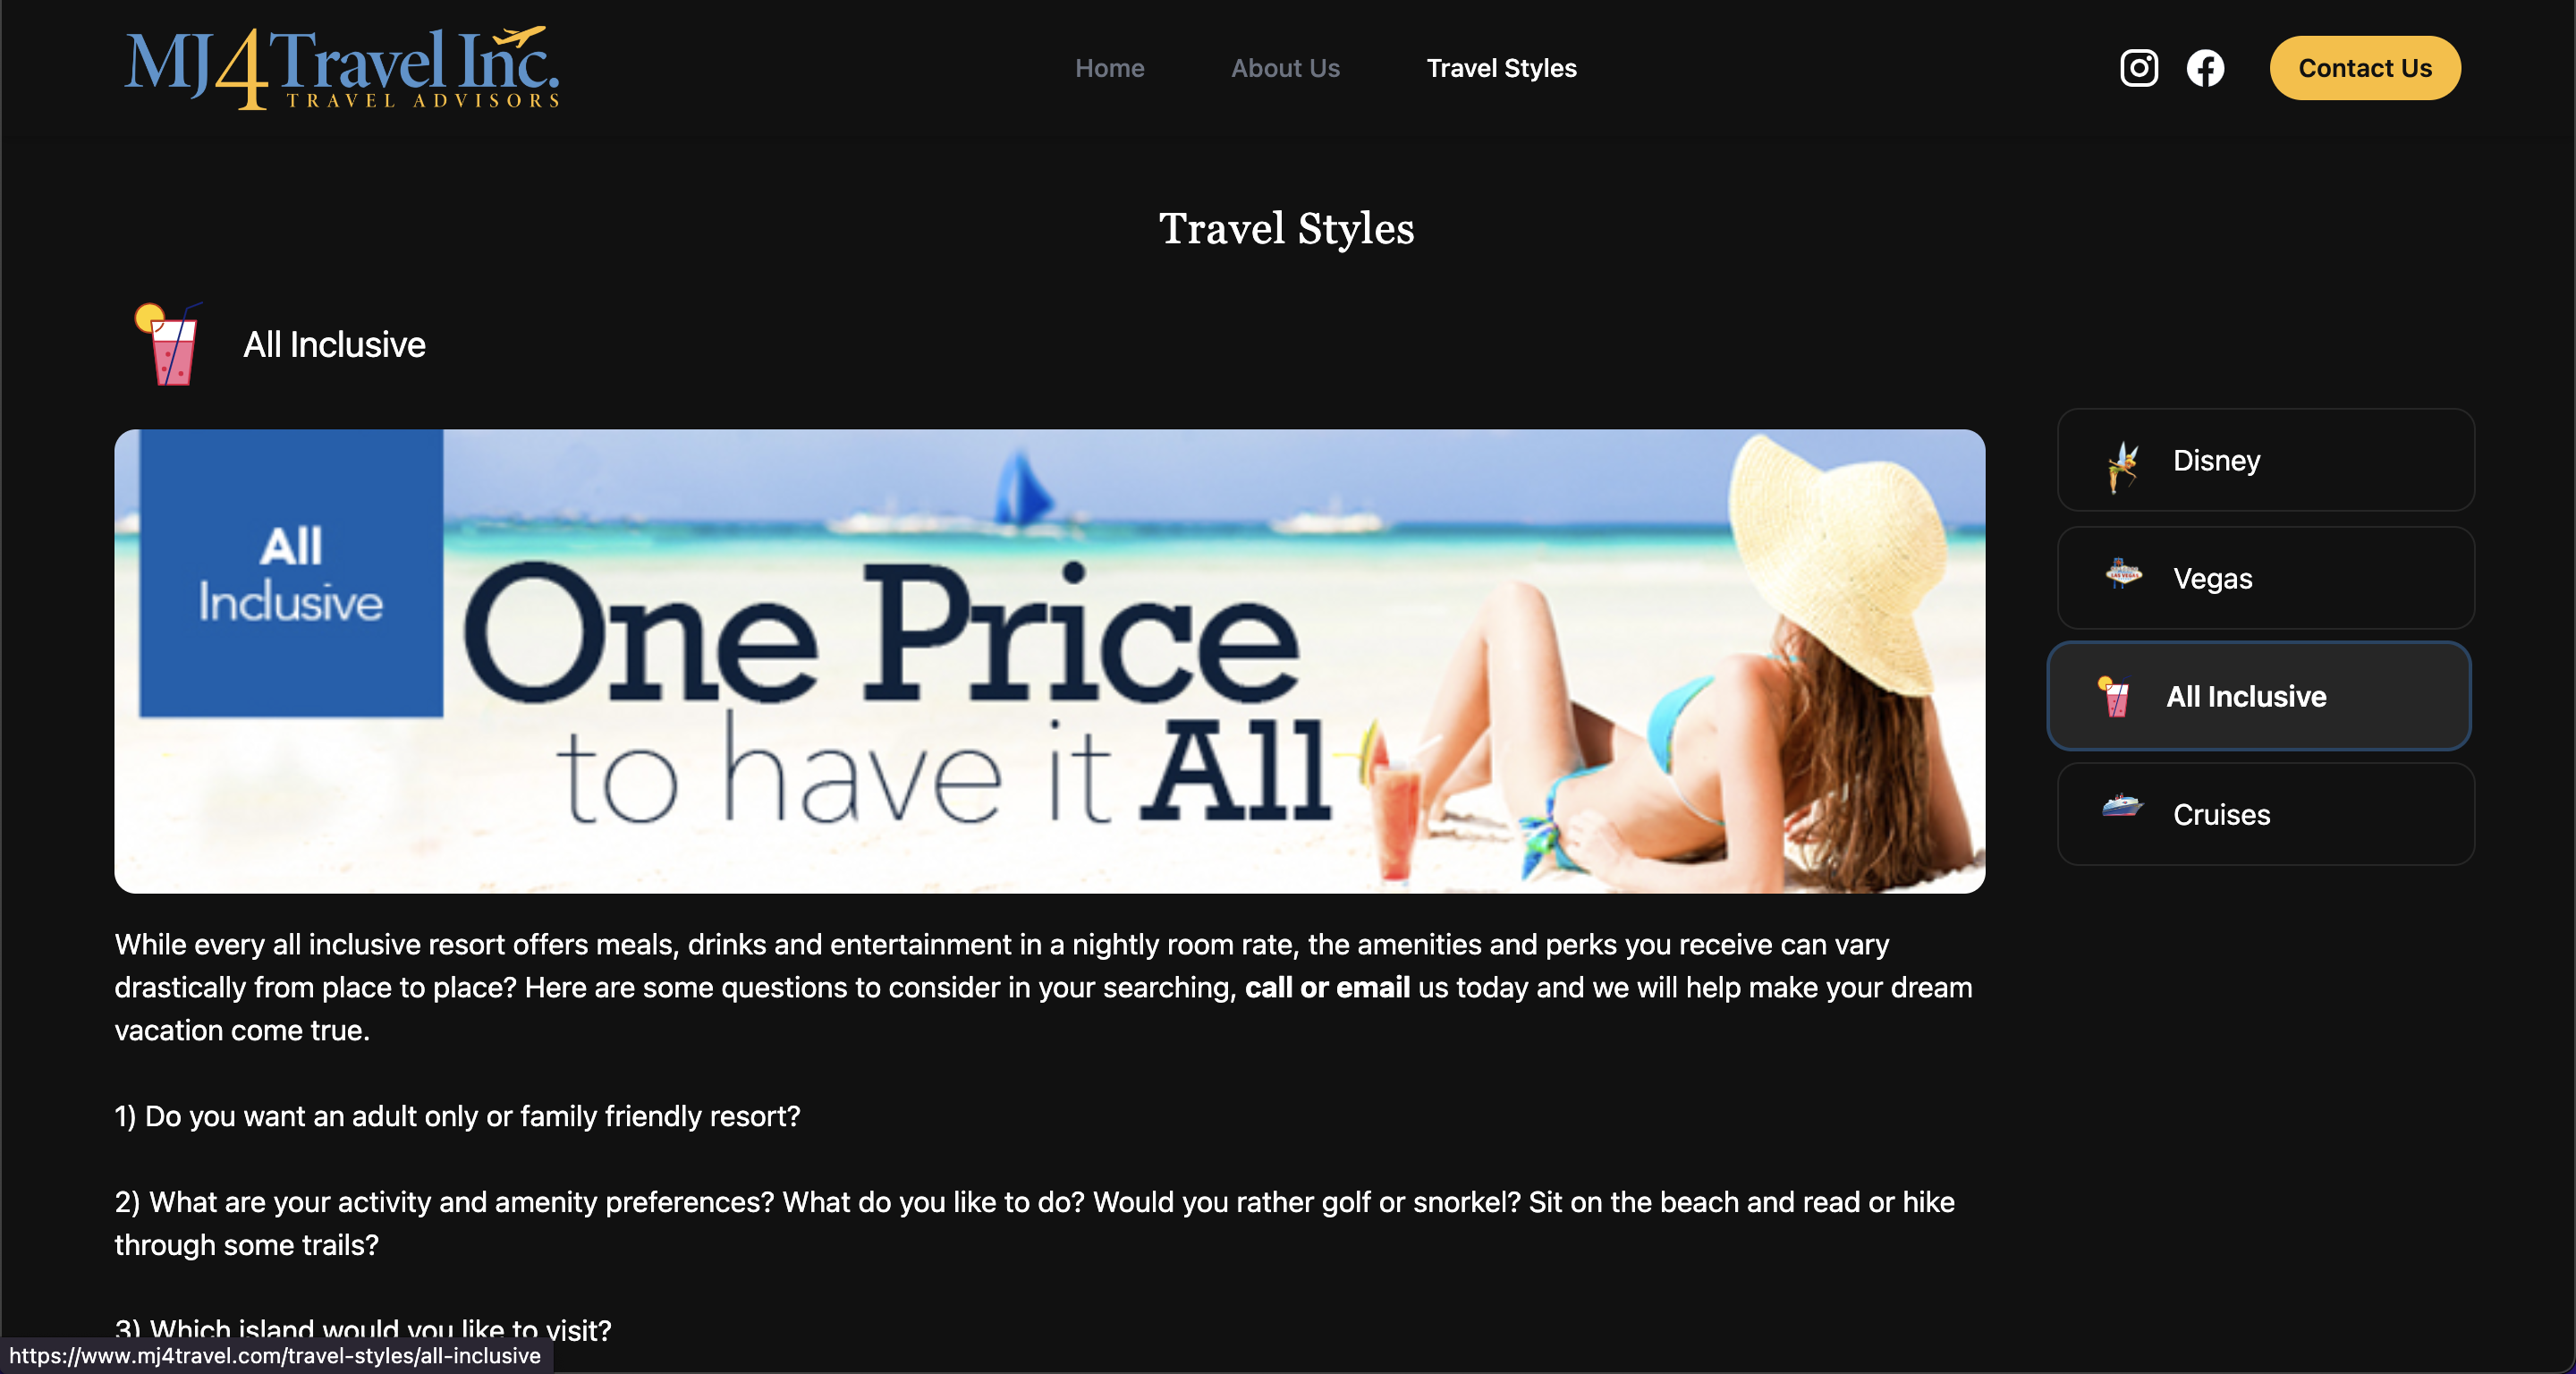 MJ4Travel Inc.
TRAVEL ADVISORS
Home
About Us
Travel Styles
Contact Us
Travel Styles
All Inclusive
All
Inclusive
One Price
to have it All
Disney
Vegas
All Inclusive
Cruises
While every all inclusive resort offers meals, drinks and entertainment in a nightly room rate, the amenities and perks you receive can vary
drastically from place to place? Here are some questions to consider in your searching, call or email us today and we will help make your dream
vacation come true.
1) Do you want an adult only or family friendly resort?
2) What are your activity and amenity preferences? What do you like to do? Would you rather golf or snorkel? Sit on the beach and read or hike
through some trails?
3) Which island would you like to visit?
https://www.mj4travel.com/travel-styles/all-inclusive